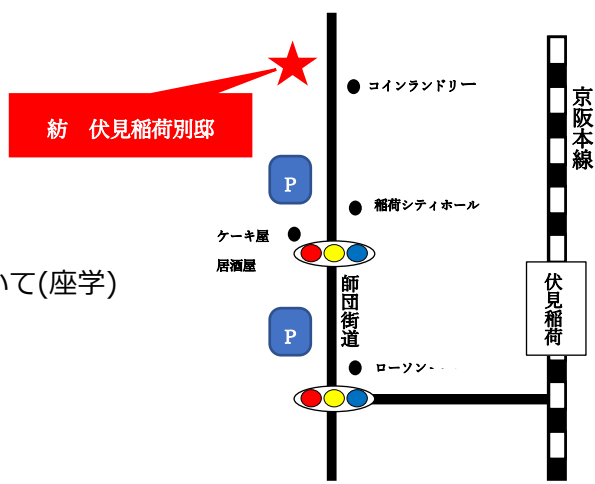 コインランドリー
京阪本線
紡　伏見稲荷別邸
P
稲荷シティホール
ケーキ屋
居酒屋
いて(座学)
師団街道
伏見稲荷
P
ローソン